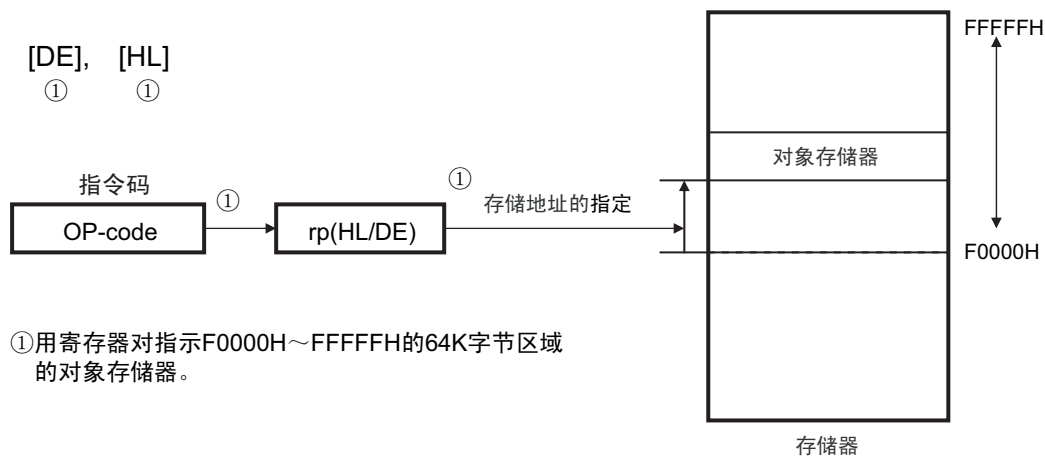 FFFFFH
[DE], [HL]
① ①
对象存储器
指令码
①
①
存储地址的指定
OP-code
rp(HL/DE)
F0000H
①用寄存器对指示F0000H～FFFFFH的64K字节区域
的对象存储器。
存储器